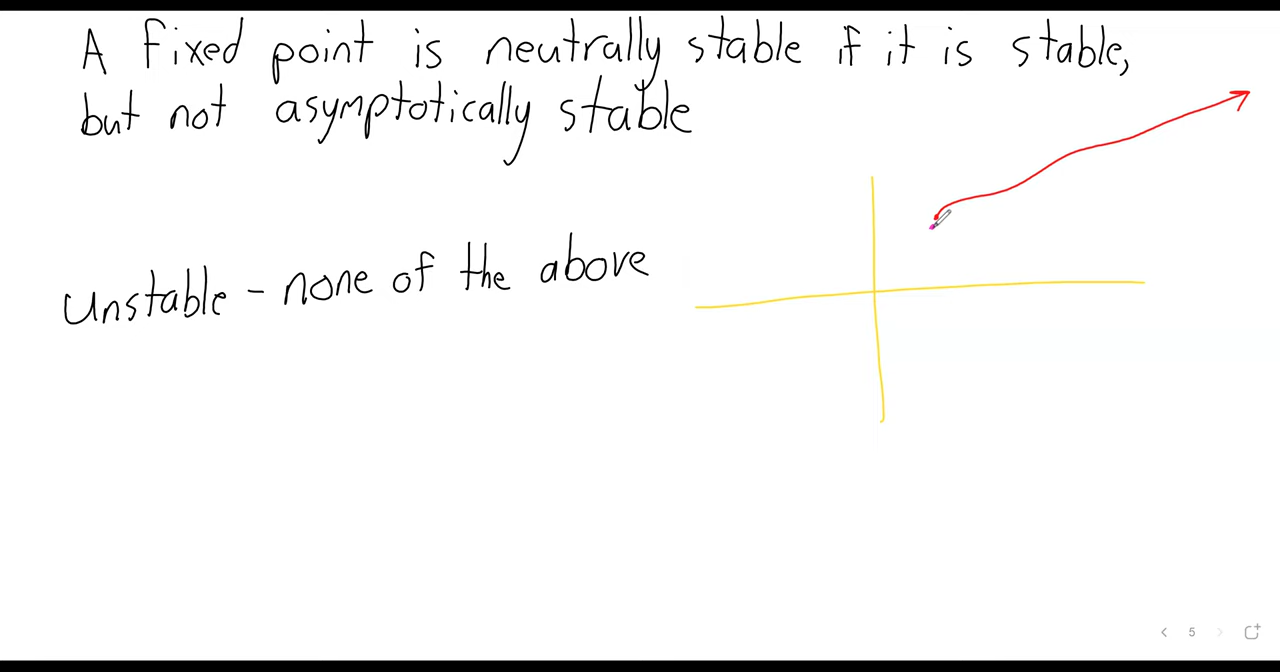 A fixed point is neutrally stable if it is stable,
but not asymptotically stable
Unstable - none of the above
< 5 >